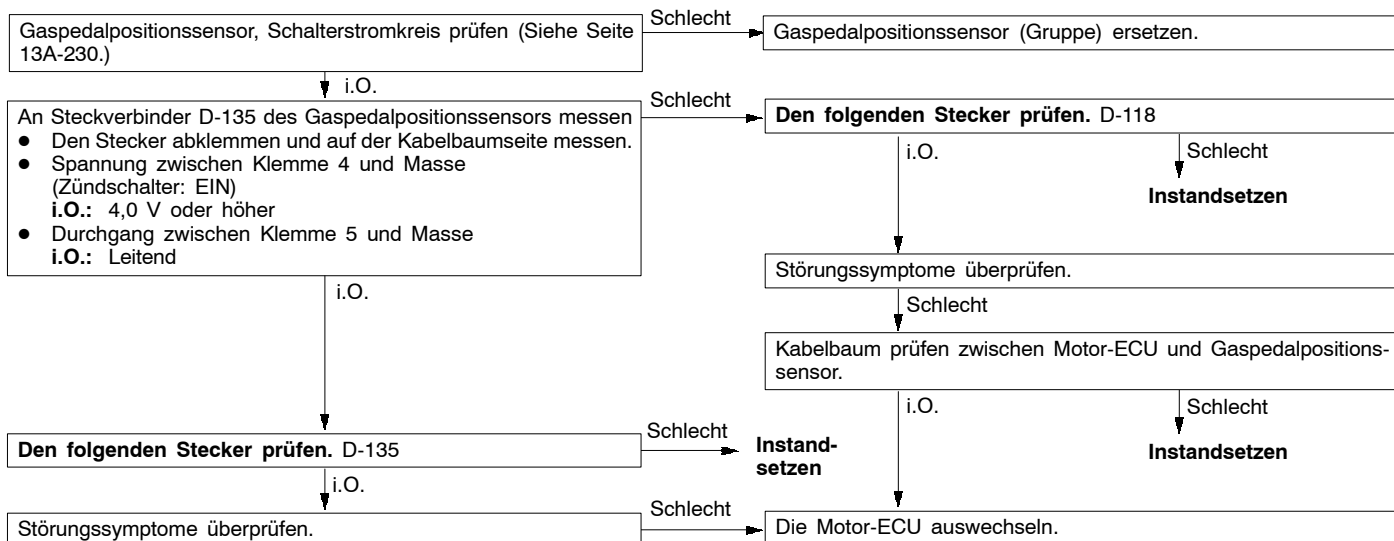 Gaspedalpositionssensor, Schalterstromkreis prüfen (Siehe Seite
13A-230.)
Schlecht
Gaspedalpositionssensor (Gruppe) ersetzen.
i.O.
An Steckverbinder D-135 des Gaspedalpositionssensors messen
● Den Stecker abklemmen und auf der Kabelbaumseite messen.
● Spannung zwischen Klemme 4 und Masse
(Zündschalter: EIN)
i.O.: 4,0 V oder höher
● Durchgang zwischen Klemme 5 und Masse
i.O.: Leitend
Schlecht
Den folgenden Stecker prüfen. D-118
i.O.
Schlecht
Instandsetzen
Störungssymptome überprüfen.
i.O.
Schlecht
Kabelbaum prüfen zwischen Motor-ECU und Gaspedalpositions-
sensor.
i.O.
Schlecht
Instandsetzen
Den folgenden Stecker prüfen. D-135
Schlecht
Instand-
setzen
i.O.
Störungssymptome überprüfen.
Schlecht
Die Motor-ECU auswechseln.